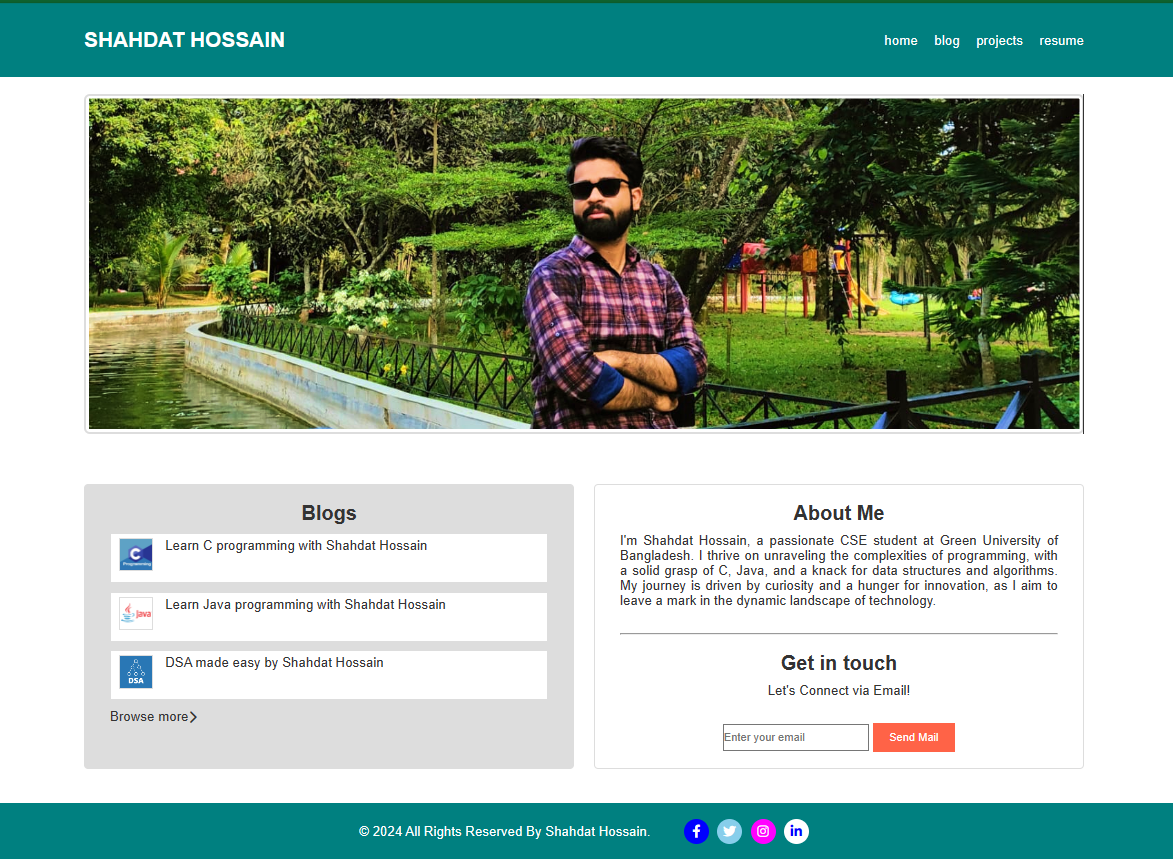 SHAHDAT HOSSAIN
home blog projects resume
Blogs
C
Programming
Learn C programming with Shahdat Hossain
java
Learn Java programming with Shahdat Hossain
DSA
DSA made easy by Shahdat Hossain
Browse more
About Me
I'm Shahdat Hossain, a passionate CSE student at Green University of
Bangladesh. I thrive on unraveling the complexities of programming, with
a solid grasp of C, Java, and a knack for data structures and algorithms.
My journey is driven by curiosity and a hunger for innovation, as I aim to
leave a mark in the dynamic landscape of technology.
Get in touch
Let's Connect via Email!
Enter your email Send Mail
© 2024 All Rights Reserved By Shahdat Hossain.